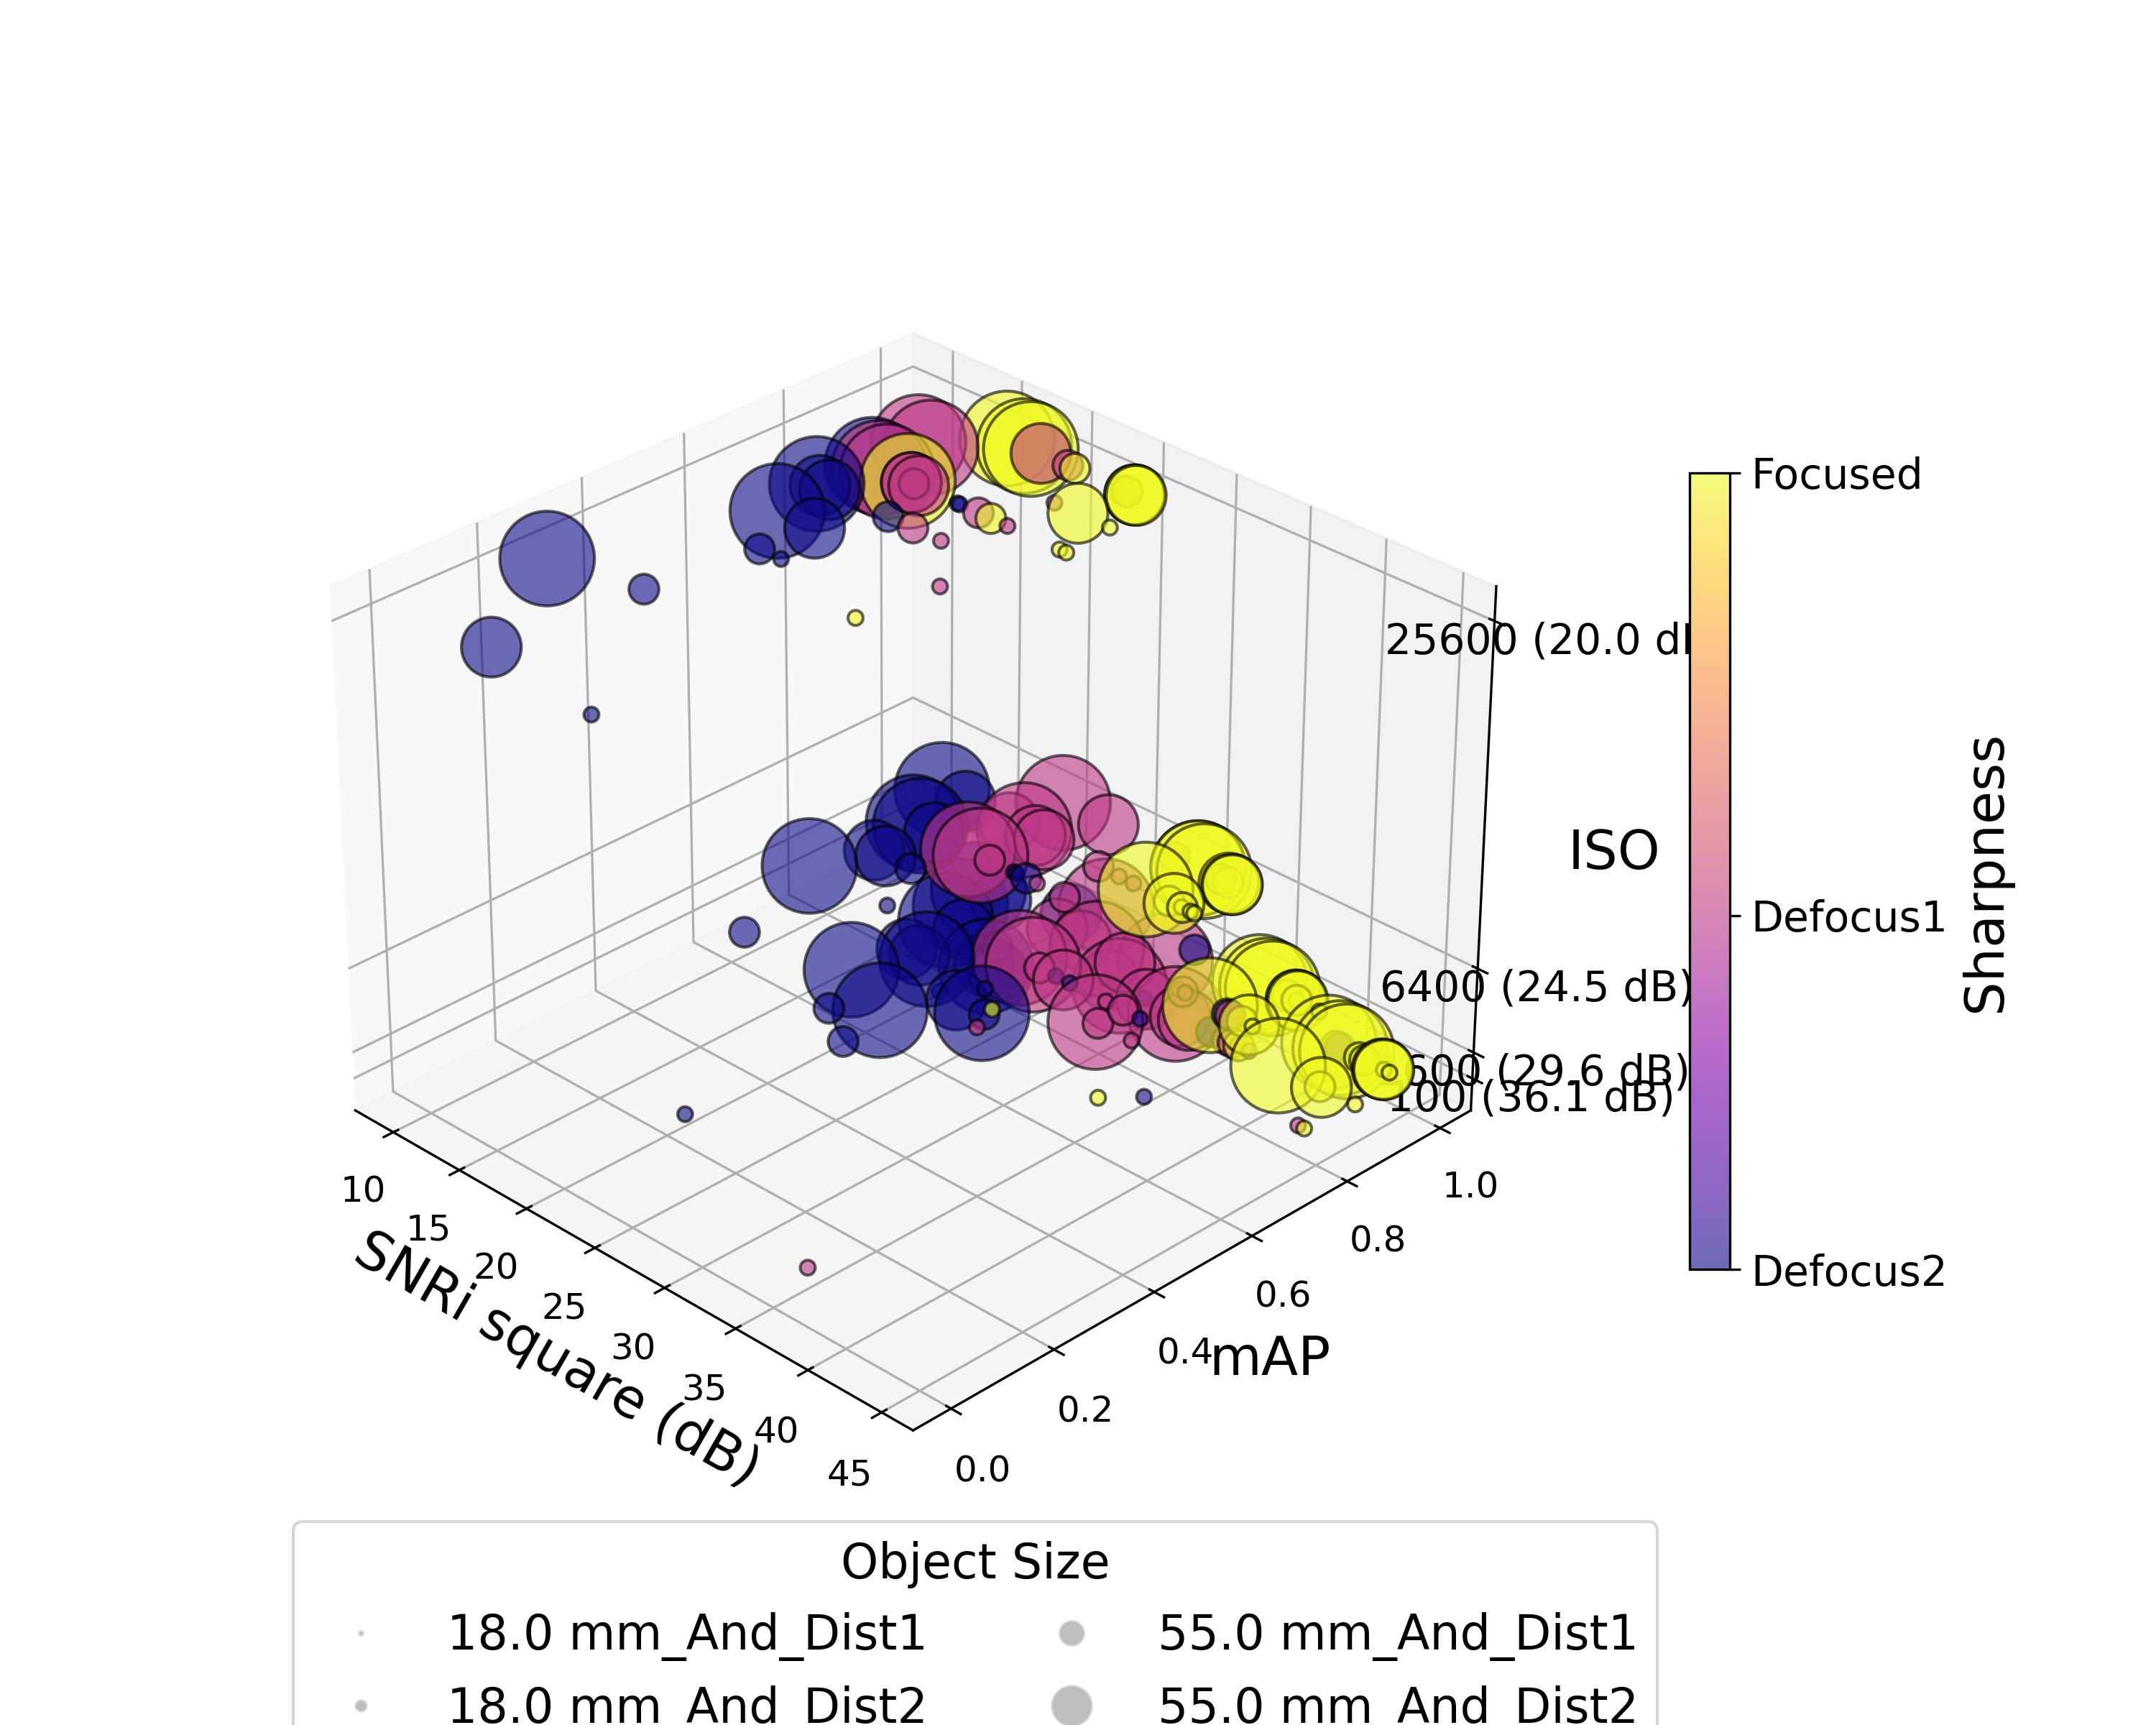 Focused
25600 (20.0 dB
ISO
Sharpness
Defocus1
6400 (24.5 dB)
600 (29.6 dB)
100 (36.1 dB)
1.0
10
0.8
15
Defocus2
20
0.6
25
30
0.4
mAP
SNRi square (dB)
35
0.2
40
45
0.0
Object Size
18.0 mm_And_Dist1
55.0 mm_And_Dist1
18.0 mm_And_Dist2
55.0 mm_And_Dist2